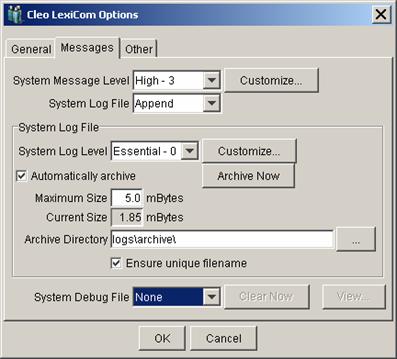 Cleo LexiCom Options
General Messages Other
System Message Level High - 3 Customize...
System Log File Append
System Log File
System Log Level Essential - 0 Customize...
Automatically archive Archive Now
Maximum Size 5.0 mBytes
Current Size 1.85 mBytes
Archive Directory logs\archive\ ...
Ensure unique filename
System Debug File None Clear Now View...
OK Cancel